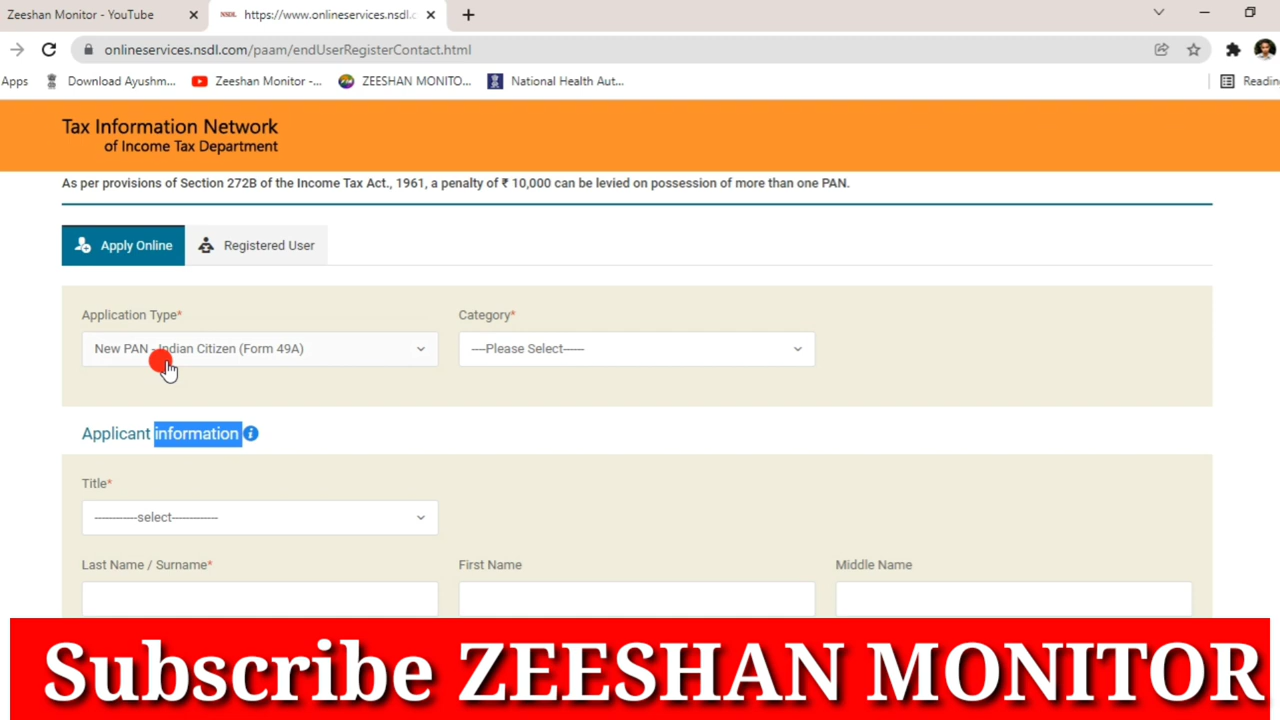 Zeeshan Monitor - YouTube
NSDL https://www.onlineservices.nsdl.c
onlineservices.nsdl.com/paam/endUserRegisterContact.html
Apps Download Ayushm... Zeeshan Monitor -... ZEESHAN MONITO... National Health Aut... Readin
Tax Information Network
of Income Tax Department
As per provisions of Section 272B of the Income Tax Act., 1961, a penalty of ₹ 10,000 can be levied on possession of more than one PAN.
Apply Online Registered User
Application Type* Category*
New PAN - Indian Citizen (Form 49A) ---Please Select-----
Applicant information
Title*
------------select-------------
Last Name / Surname* First Name Middle Name
Subscribe ZEESHAN MONITOR